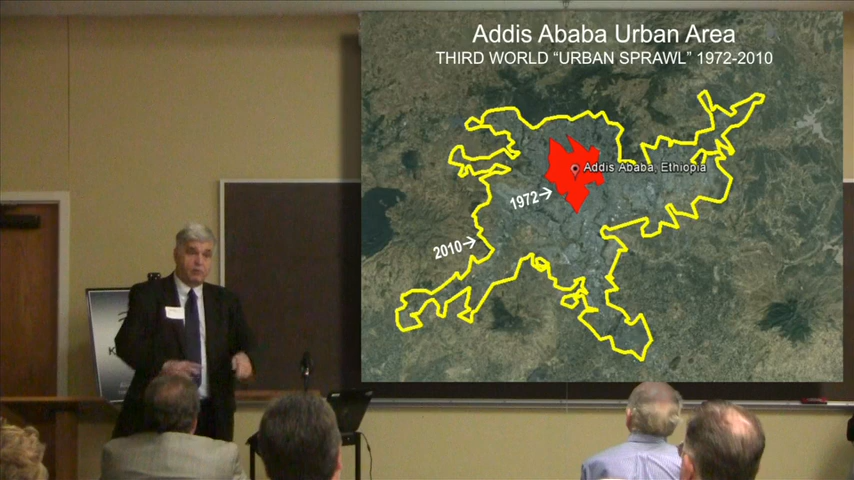 Addis Ababa Urban Area
THIRD WORLD “URBAN SPRAWL” 1972-2010
Addis Ababa, Ethiopia
1972→
2010→